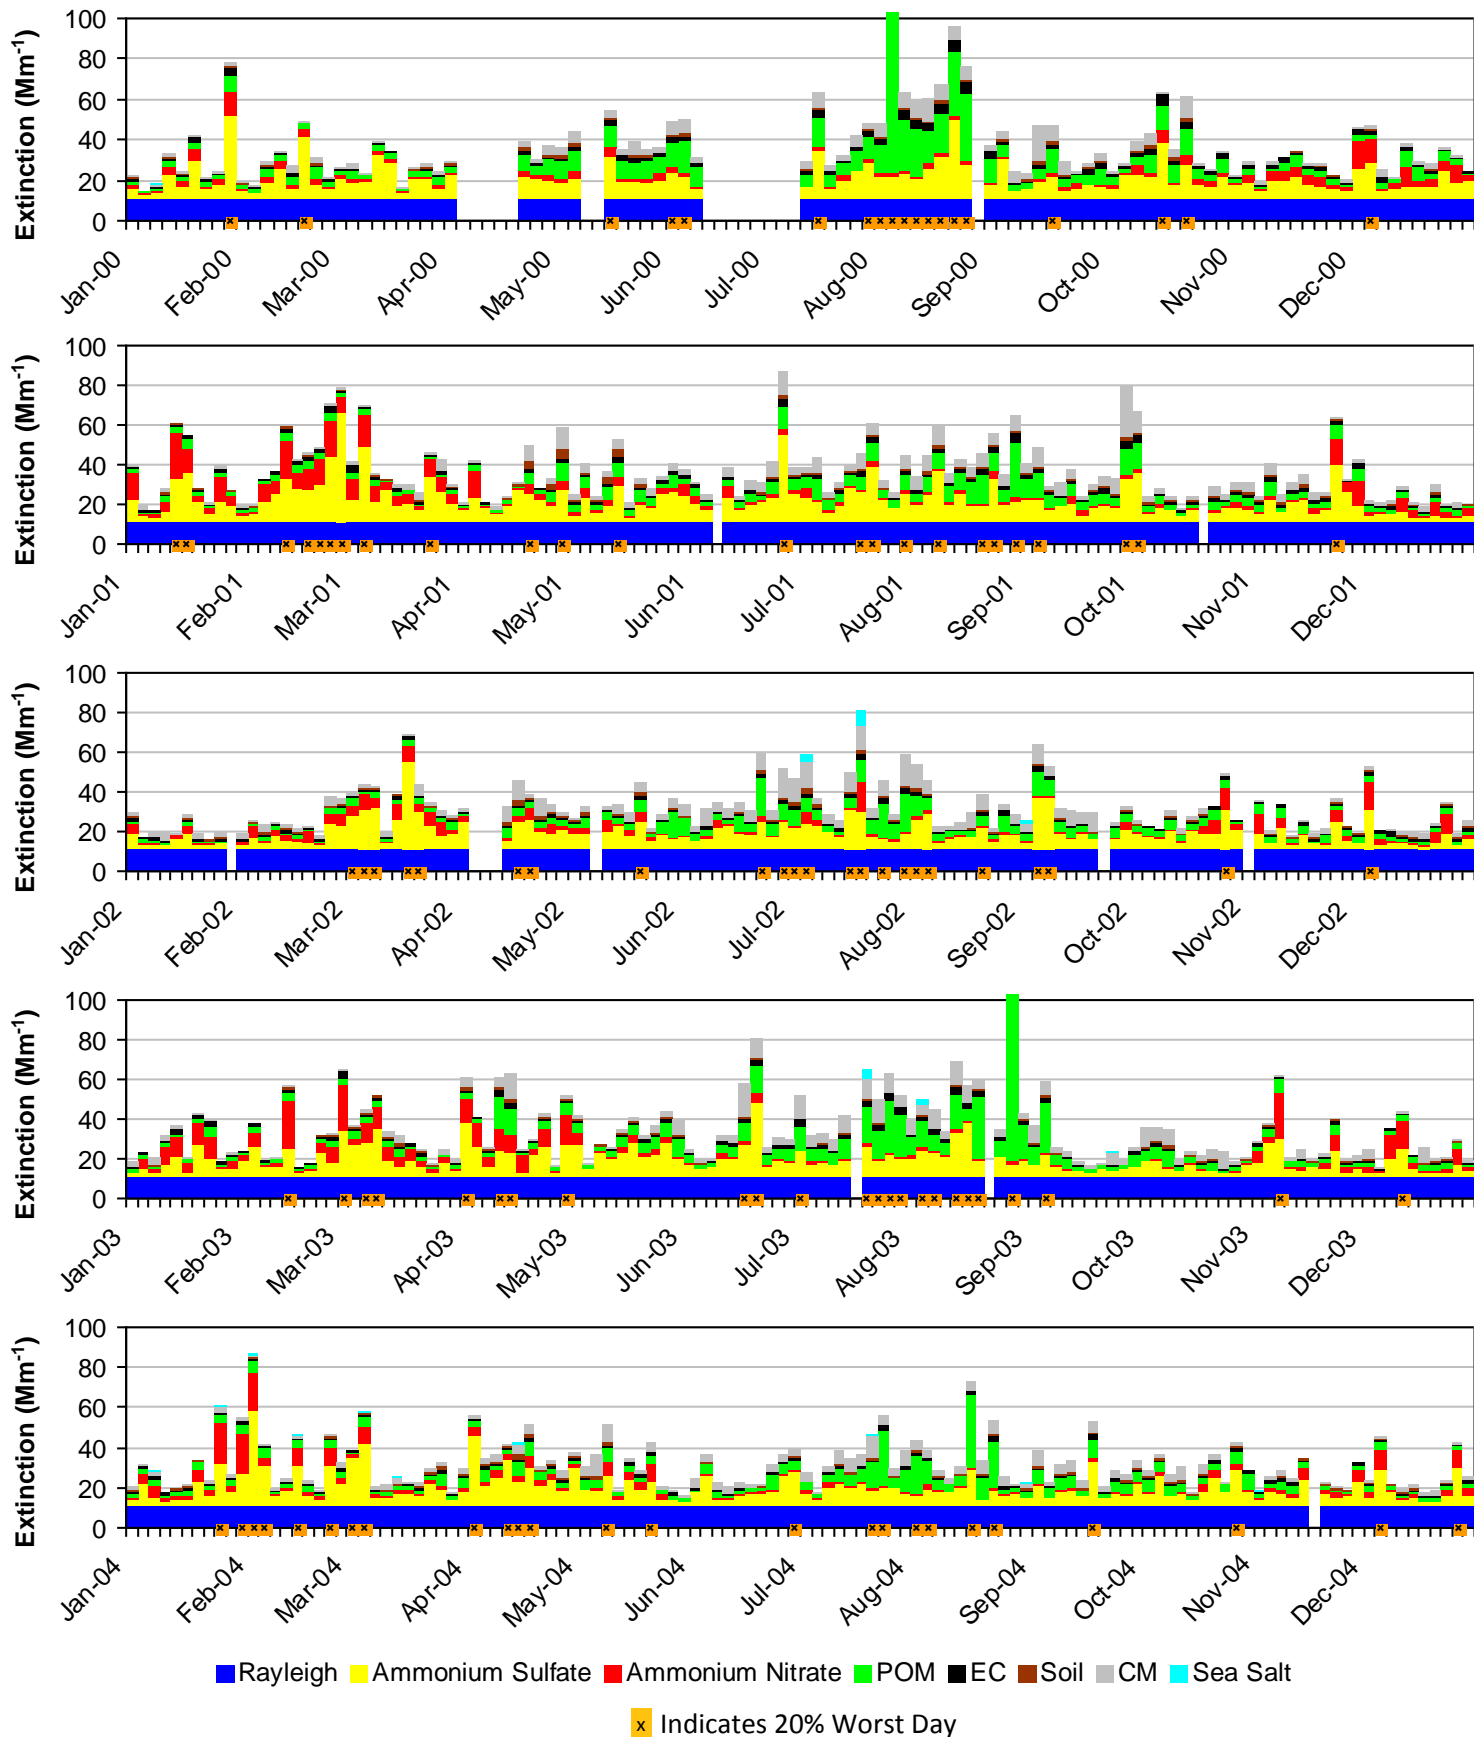 Extinction (Mm-1)
100
80
60
40
20
0
Jan-00 Feb-00 Mar-00 Apr-00 May-00 Jun-00 Jul-00 Aug-00 Sep-00 Oct-00 Nov-00 Dec-00
Extinction (Mm-1)
100
80
60
40
20
0
Jan-01 Feb-01 Mar-01 Apr-01 May-01 Jun-01 Jul-01 Aug-01 Sep-01 Oct-01 Nov-01 Dec-01
Extinction (Mm-1)
100
80
60
40
20
0
Jan-02 Feb-02 Mar-02 Apr-02 May-02 Jun-02 Jul-02 Aug-02 Sep-02 Oct-02 Nov-02 Dec-02
Extinction (Mm-1)
100
80
60
40
20
0
Jan-03 Feb-03 Mar-03 Apr-03 May-03 Jun-03 Jul-03 Aug-03 Sep-03 Oct-03 Nov-03 Dec-03
Extinction (Mm-1)
100
80
60
40
20
0
Jan-04 Feb-04 Mar-04 Apr-04 May-04 Jun-04 Jul-04 Aug-04 Sep-04 Oct-04 Nov-04 Dec-04
Rayleigh Ammonium Sulfate Ammonium Nitrate POM EC Soil CM Sea Salt
x Indicates 20% Worst Day